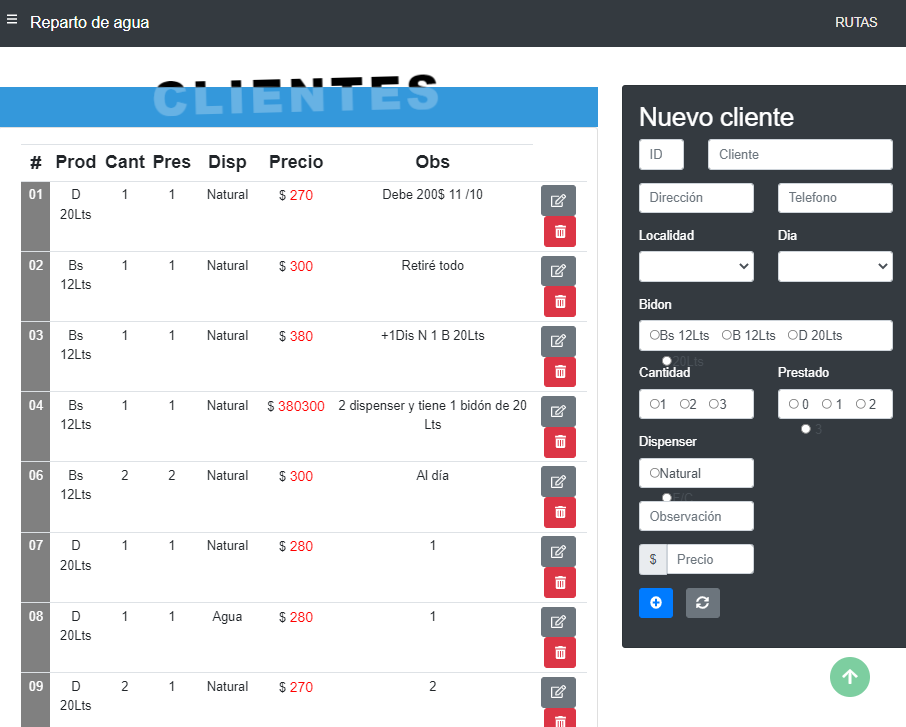 Reparto de agua RUTAS
CLIENTES
# Prod Cant Pres Disp Precio Obs
01 D 20Lts 1 1 Natural $ 270 Debe 200$ 11 /10
02 Bs 12Lts 1 1 Natural $ 300 Retiré todo
03 Bs 12Lts 1 1 Natural $ 380 +1Dis N 1 B 20Lts
04 Bs 12Lts 1 1 Natural $ 380300 2 dispenser y tiene 1 bidón de 20 Lts
06 Bs 12Lts 2 2 Natural $ 300 Al día
07 D 20Lts 1 1 Natural $ 280 1
08 D 20Lts 1 1 Agua $ 280 1
09 D 20Lts 2 1 Natural $ 270 2
Nuevo cliente
ID Cliente
Dirección Telefono
Localidad Dia
Bidon
Bs 12Lts B 12Lts D 20Lts
20Lts
Cantidad Prestado
1 2 3 0 1 2
3
Dispenser
Natural
F/C
Observación
$ Precio